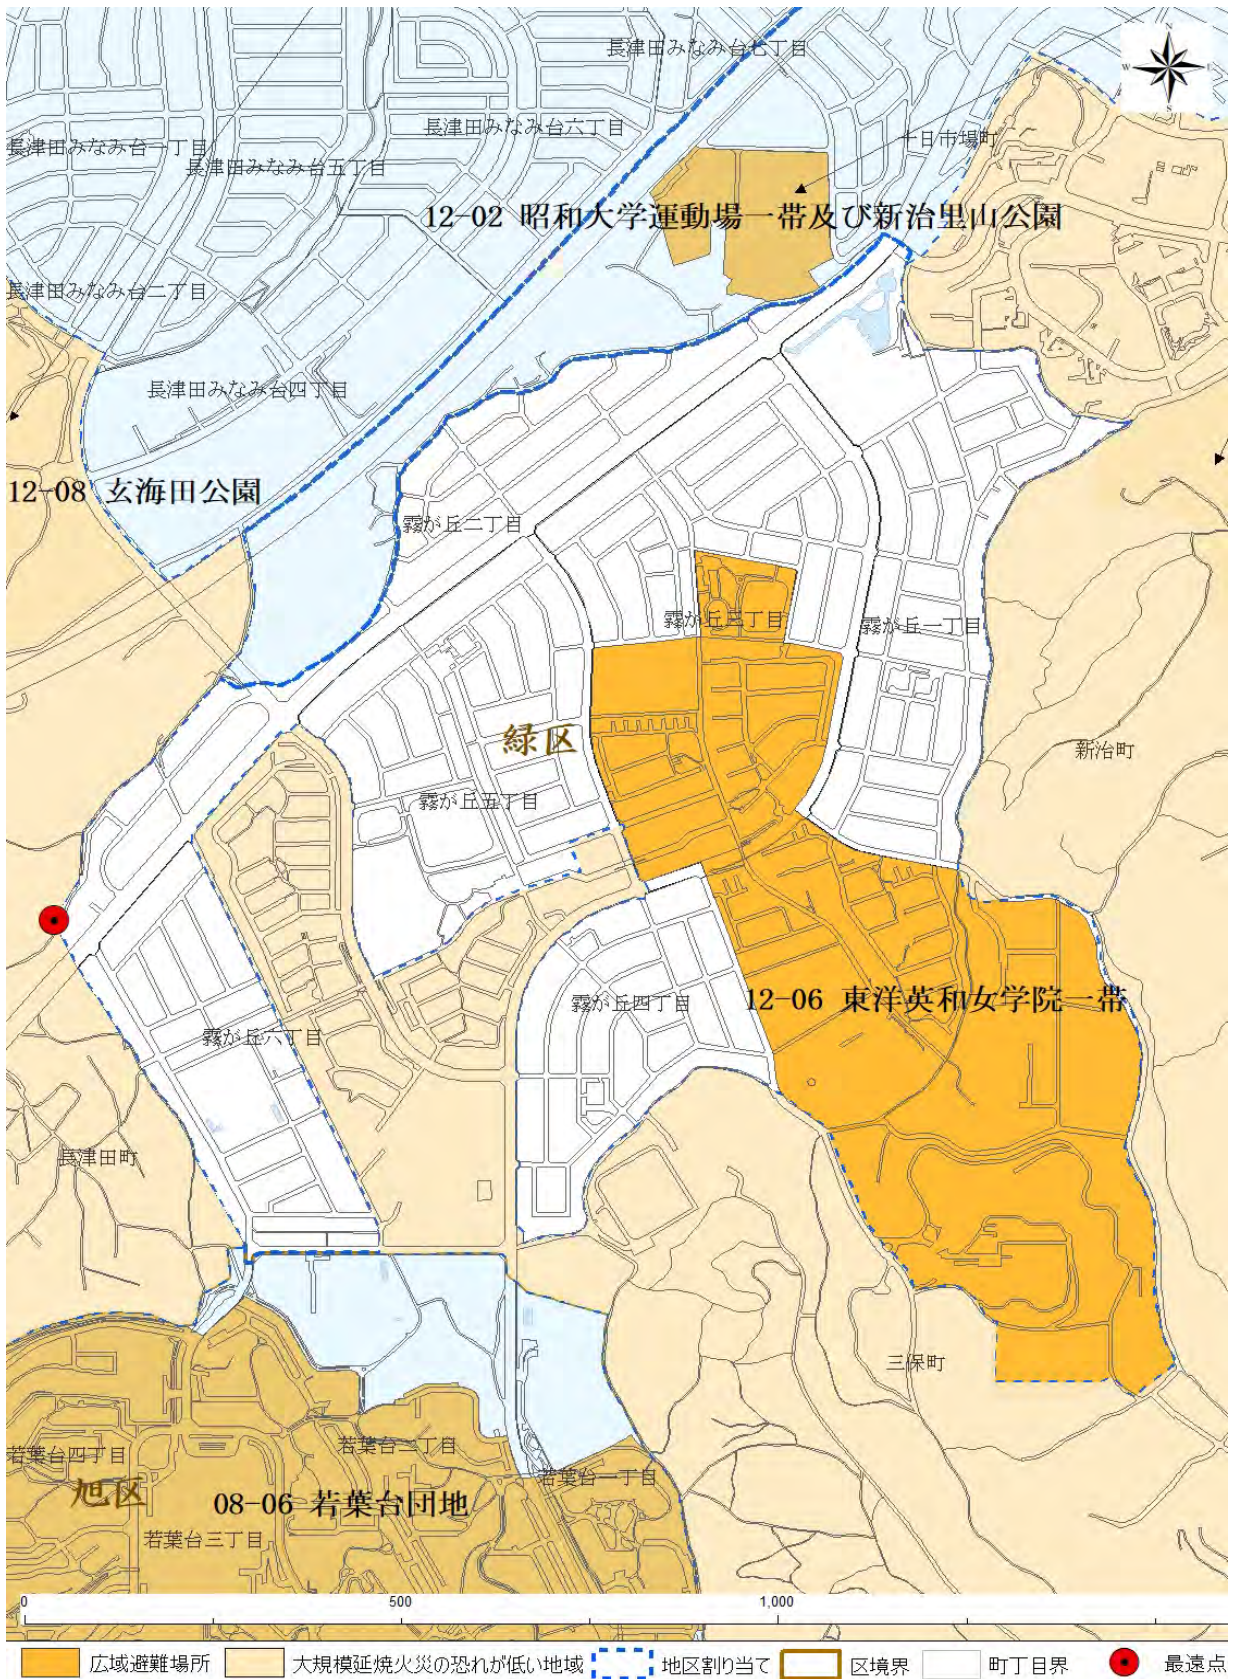 長津田みなみ台七丁目
N
W E
S
長津田みなみ台六丁目
十日市場町
長津田みなみ台一丁目
長津田みなみ台五丁目
12-02 昭和大学運動場一帯及び新治里山公園
長津田みなみ台二丁目
長津田みなみ台四丁目
12-08 玄海田公園
霧が丘二丁目
霧が丘三丁目
霧が丘一丁目
緑区
新治町
霧が丘五丁目
12-06 東洋英和女学院一帯
霧が丘四丁目
霧が丘六丁目
長津田町
三保町
若葉台四丁目
若葉台二丁目
若葉台一丁目
旭区
08-06 若葉台団地
若葉台三丁目
0 500 1,000
広域避難場所 大規模延焼火災の恐れが低い地域 地区割り当て 区境界 町丁目界 最遠点